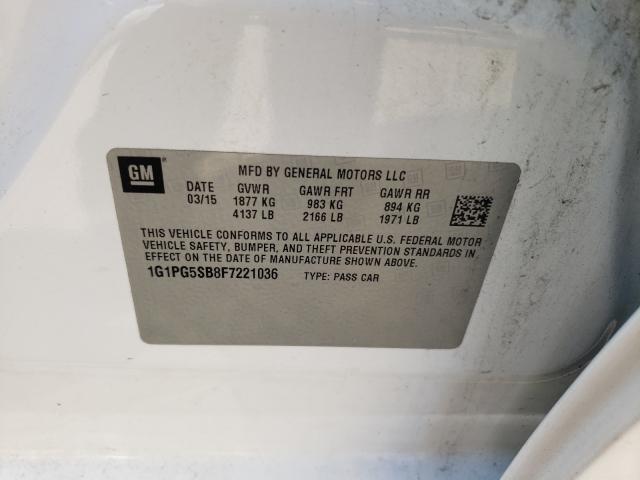 GM ®
MFD BY GENERAL MOTORS LLC
DATE GVWR GAWR FRT GAWR RR
03/15 1877 KG 983 KG 894 KG
4137 LB 2166 LB 1971 LB
THIS VEHICLE CONFORMS TO ALL APPLICABLE U.S. FEDERAL MOTOR
VEHICLE SAFETY, BUMPER, AND THEFT PREVENTION STANDARDS IN
EFFECT ON THE DATE OF MANUFACTURE SHOWN ABOVE.
1G1PG5SB8F7221036 TYPE: PASS CAR